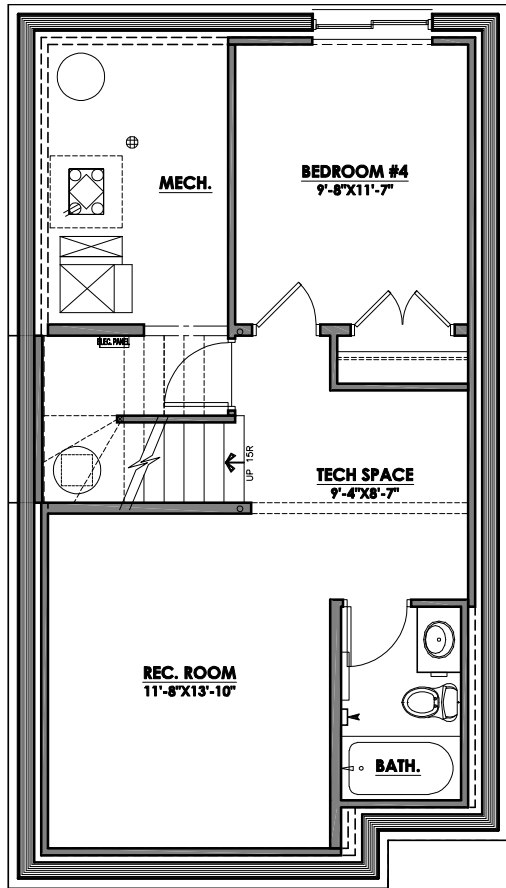 MECH.
BEDROOM #4
9'-8"X11'-7"
ELEC. PANEL
UP 15R
TECH SPACE
9'-4"X8'-7"
REC. ROOM
11'-8"X13'-10"
BATH.